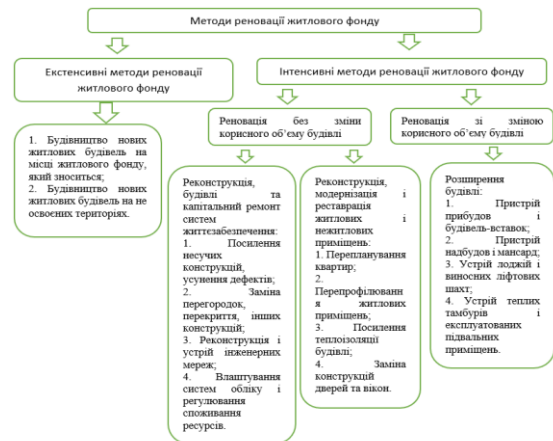 Методи реновації житлового фонду
Екстенсивні методи реновації
житлового фонду
Інтенсивні методи реновації житлового фонду
1. Будівництво нових
житлових будівель на
місці житлового фонду,
який зноситься;
2. Будівництво нових
житлових будівель на не
освоєних територіях.
Реновація без зміни
корисного об’єму будівлі
Реновація зі зміною
корисного об’єму будівлі
Реконструкція,
будівлі та
капітальний ремонт
систем
життєзабезпечення:
1. Посилення
несучих
конструкцій,
усунення дефектів;
2. Заміна
перегородок,
перекриття, інших
конструкцій;
3. Реконструкція і
устрій інженерних
мереж;
4. Влаштування
систем обліку і
регулювання
споживання
ресурсів.
Реконструкція,
модернізація і
реставрація
житлових і
нежитлових
приміщень:
1. Перепланування
квартир;
2.
Перепрофілюванн
я житлових
приміщень;
3. Посилення
теплоізоляції
будівлі;
4. Заміна
конструкцій
дверей та вікон.
Розширення
будівлі:
1. Пристрій
прибудов і
будівель-вставок;
2. Пристрій
надбудов і мансард;
3. Устрій лоджій і
виносних ліфтових
шахт;
4. Устрій теплих
тамбурів і
експлуатованих
підвальних
приміщень.